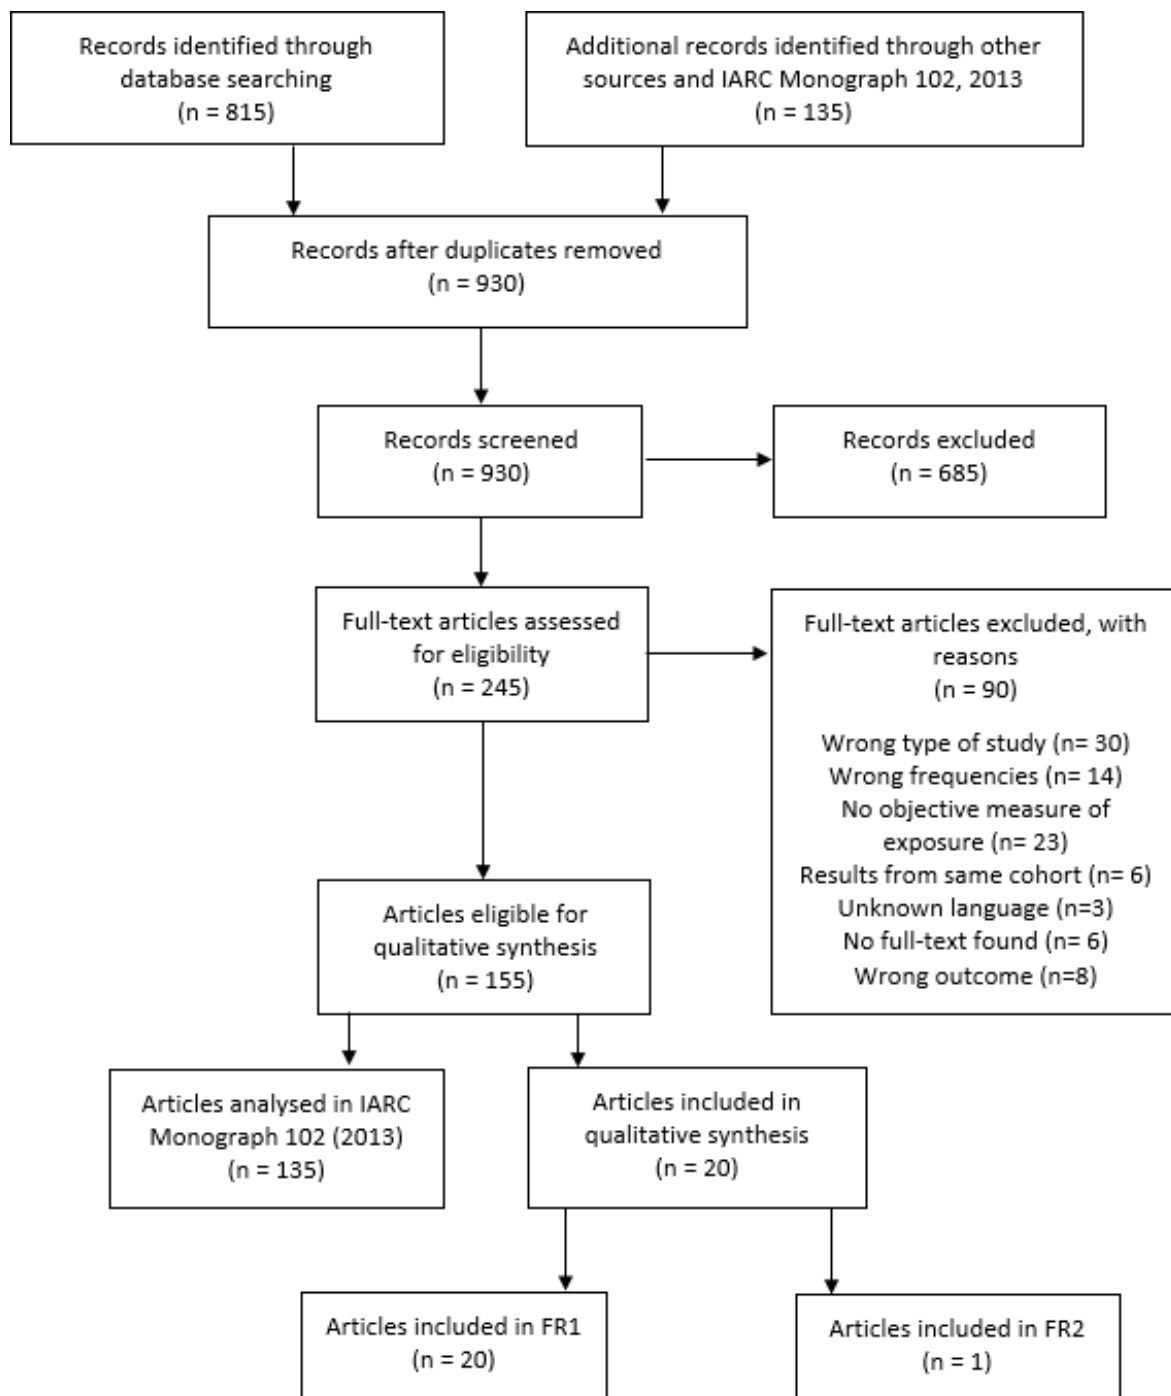 Records identified through
database searching
(n = 815)
Additional records identified through other
sources and IARC Monograph 102, 2013
(n = 135)
Records after duplicates removed
(n = 930)
Records screened
(n = 930)
Records excluded
(n = 685)
Full-text articles assessed
for eligibility
(n = 245)
Full-text articles excluded, with
reasons
(n = 90)
Wrong type of study (n= 30)
Wrong frequencies (n= 14)
No objective measure of
exposure (n= 23)
Results from same cohort (n= 6)
Unknown language (n=3)
No full-text found (n= 6)
Wrong outcome (n=8)
Articles eligible for
qualitative synthesis
(n = 155)
Articles analysed in IARC
Monograph 102 (2013)
(n = 135)
Articles included in
qualitative synthesis
(n = 20)
Articles included in FR1
(n = 20)
Articles included in FR2
(n = 1)